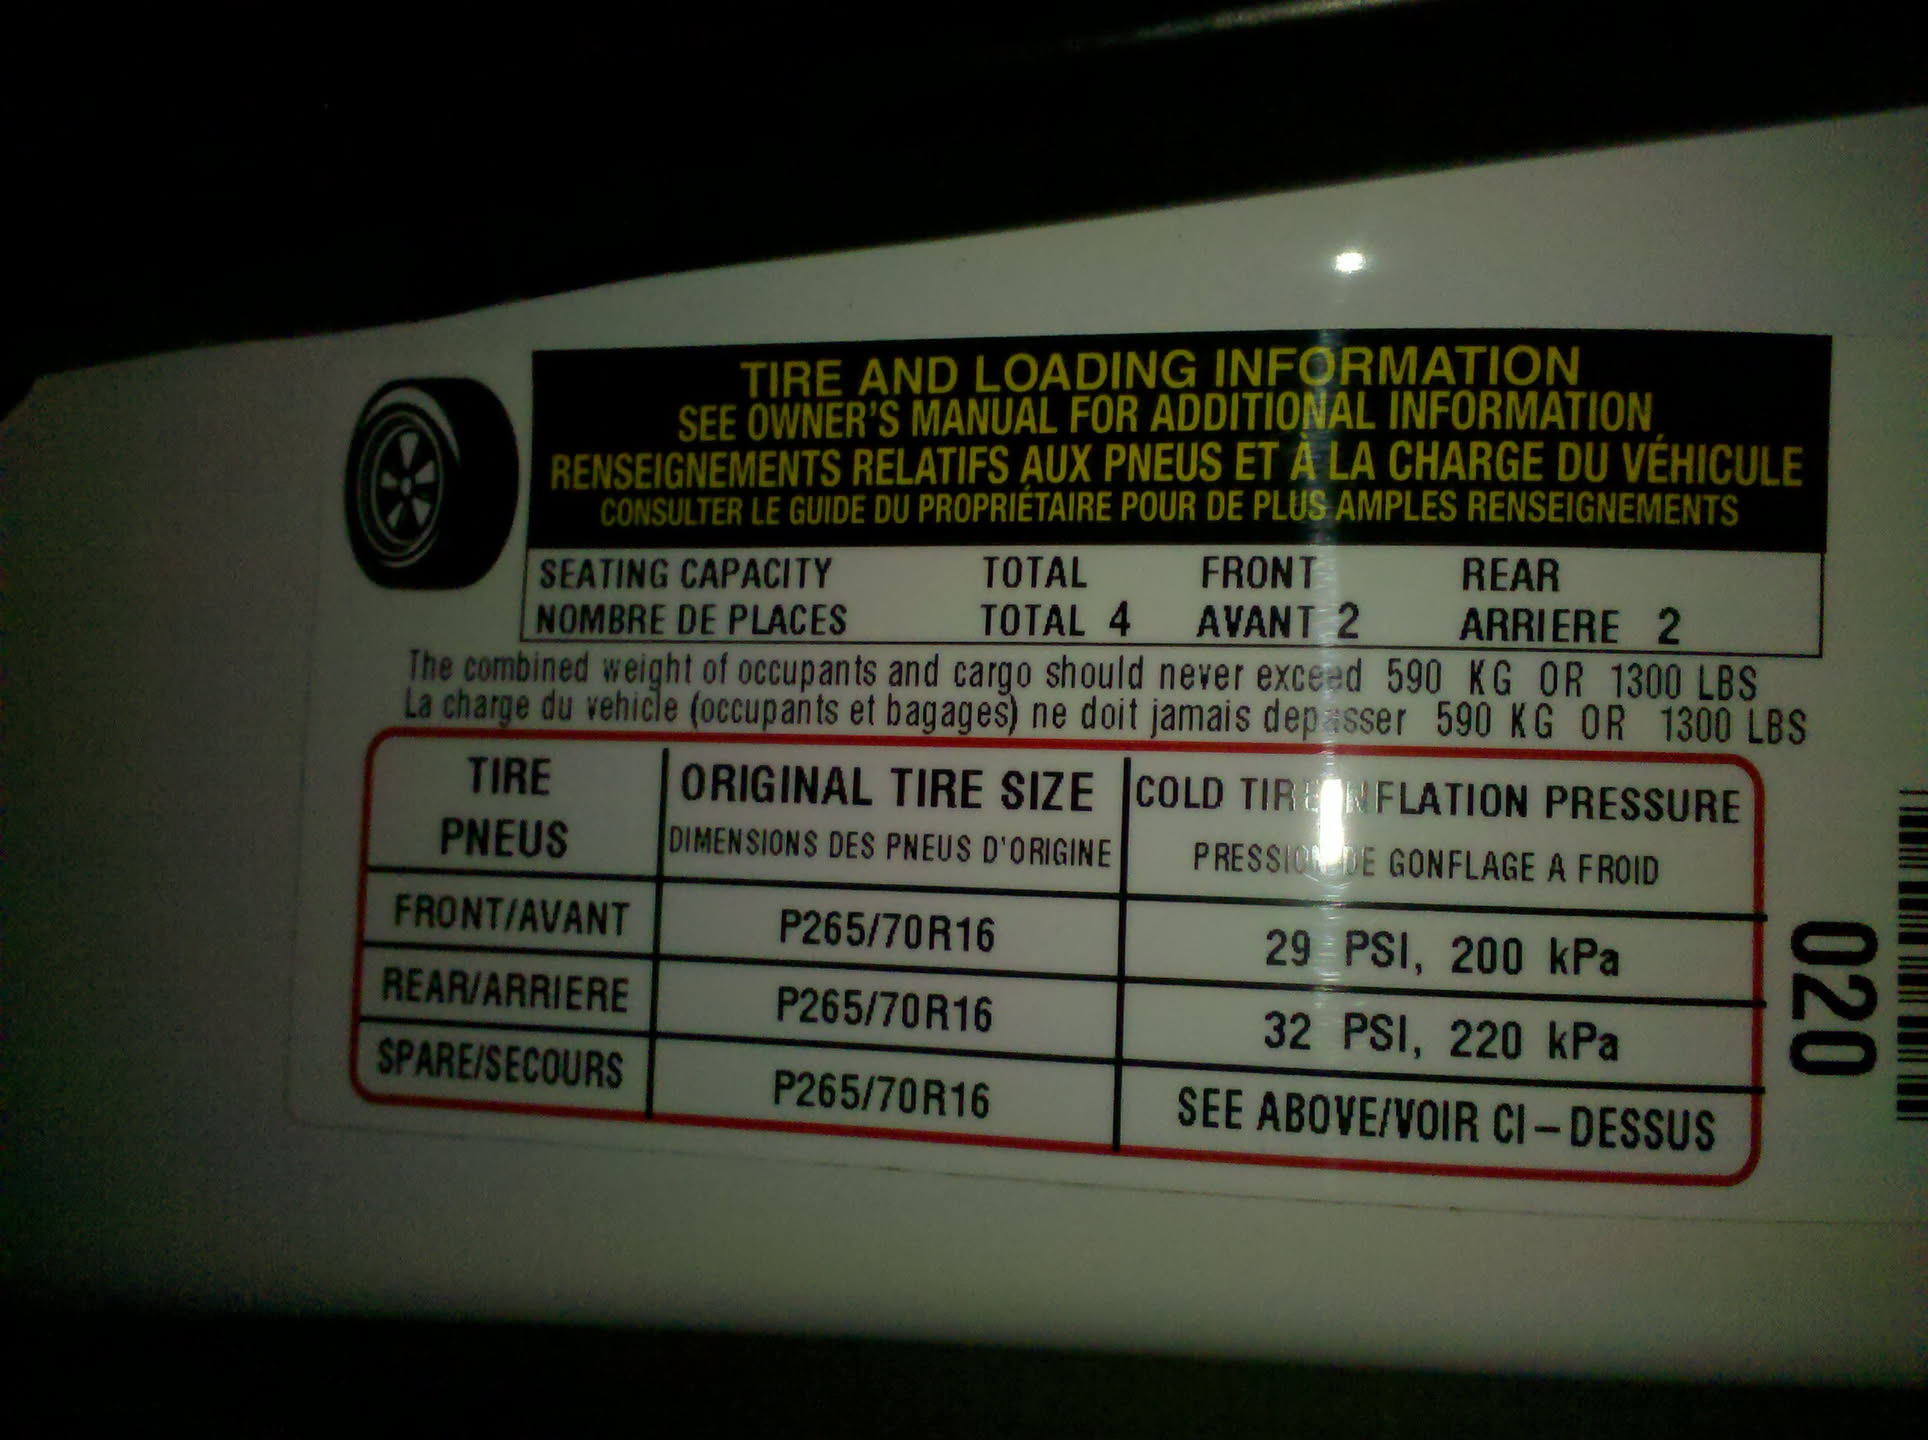 TIRE AND LOADING INFORMATION
SEE OWNER'S MANUAL FOR ADDITIONAL INFORMATION
RENSEIGNEMENTS RELATIFS AUX PNEUS ET À LA CHARGE DU VÉHICULE
CONSULTER LE GUIDE DU PROPRIÉTAIRE POUR DE PLUS AMPLES RENSEIGNEMENTS
SEATING CAPACITY TOTAL FRONT REAR
NOMBRE DE PLACES TOTAL 4 AVANT 2 ARRIERE 2
The combined weight of occupants and cargo should never exceed 590 KG OR 1300 LBS
La charge du vehicle (occupants et bagages) ne doit jamais depasser 590 KG OR 1300 LBS
TIRE ORIGINAL TIRE SIZE COLD TIRE INFLATION PRESSURE
PNEUS DIMENSIONS DES PNEUS D'ORIGINE PRESSION DE GONFLAGE A FROID
FRONT/AVANT P265/70R16 29 PSI, 200 kPa
REAR/ARRIERE P265/70R16 32 PSI, 220 kPa
SPARE/SECOURS P265/70R16 SEE ABOVE/VOIR CI-DESSUS
020